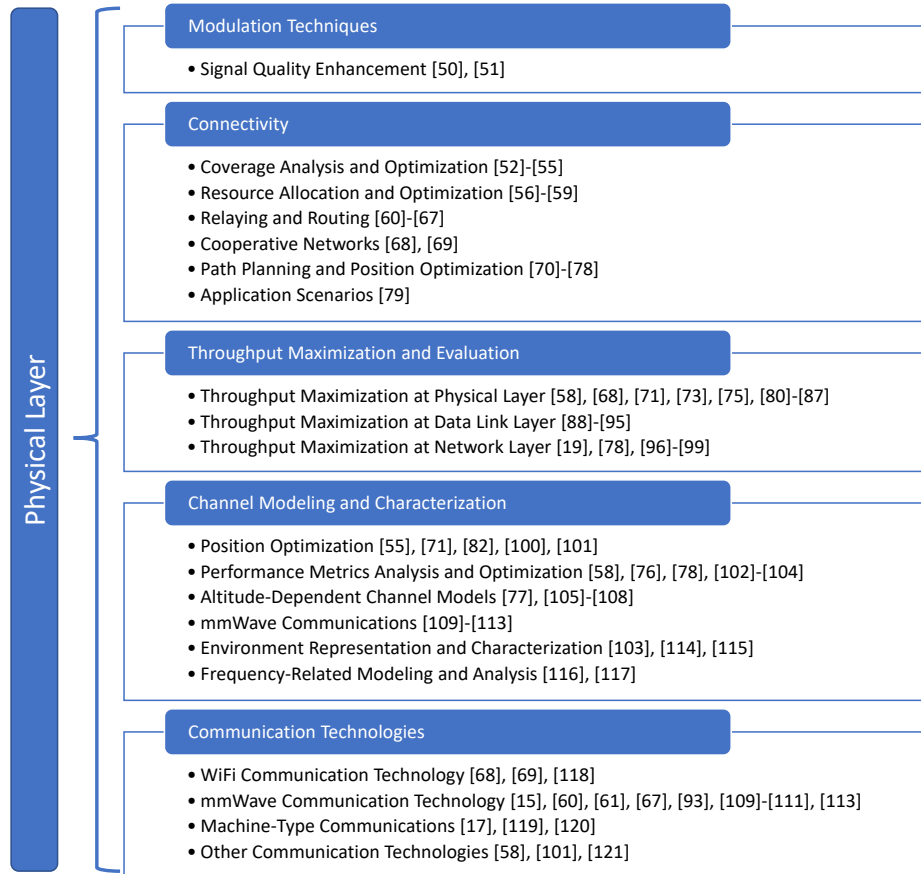 Physical Layer
Modulation Techniques
• Signal Quality Enhancement [50], [51]
Connectivity
• Coverage Analysis and Optimization [52]-[55]
• Resource Allocation and Optimization [56]-[59]
• Relaying and Routing [60]-[67]
• Cooperative Networks [68], [69]
• Path Planning and Position Optimization [70]-[78]
• Application Scenarios [79]
Throughput Maximization and Evaluation
• Throughput Maximization at Physical Layer [58], [68], [71], [73], [75], [80]-[87]
• Throughput Maximization at Data Link Layer [88]-[95]
• Throughput Maximization at Network Layer [19], [78], [96]-[99]
Channel Modeling and Characterization
• Position Optimization [55], [71], [82], [100], [101]
• Performance Metrics Analysis and Optimization [58], [76], [78], [102]-[104]
• Altitude-Dependent Channel Models [77], [105]-[108]
• mmWave Communications [109]-[113]
• Environment Representation and Characterization [103], [114], [115]
• Frequency-Related Modeling and Analysis [116], [117]
Communication Technologies
• WiFi Communication Technology [68], [69], [118]
• mmWave Communication Technology [15], [60], [61], [67], [93], [109]-[111], [113]
• Machine-Type Communications [17], [119], [120]
• Other Communication Technologies [58], [101], [121]